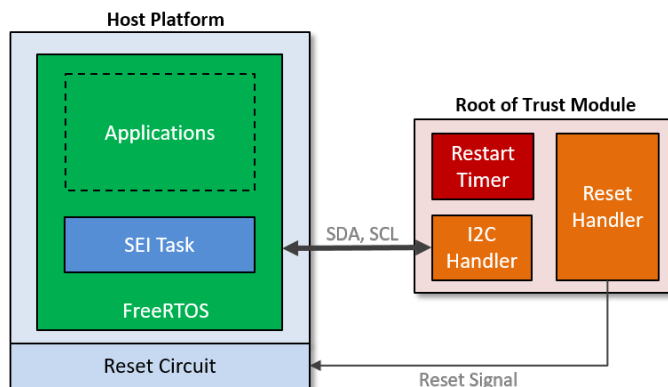 Host Platform
Applications
SEI Task
FreeRTOS
Reset Circuit
SDA, SCL
Root of Trust Module
Restart
Timer
I2C
Handler
Reset
Handler
Reset Signal